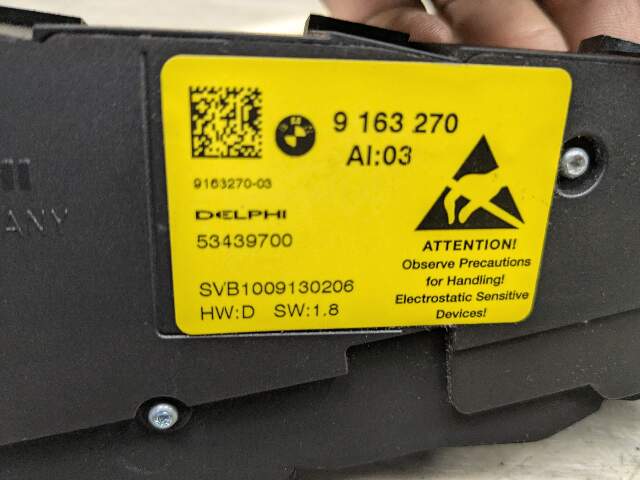 9 163 270
AI:03
9163270-03
DELPHI
53439700
SVB1009130206
HW:D SW:1.8
ATTENTION!
Observe Precautions
for Handling!
Electrostatic Sensitive
Devices!